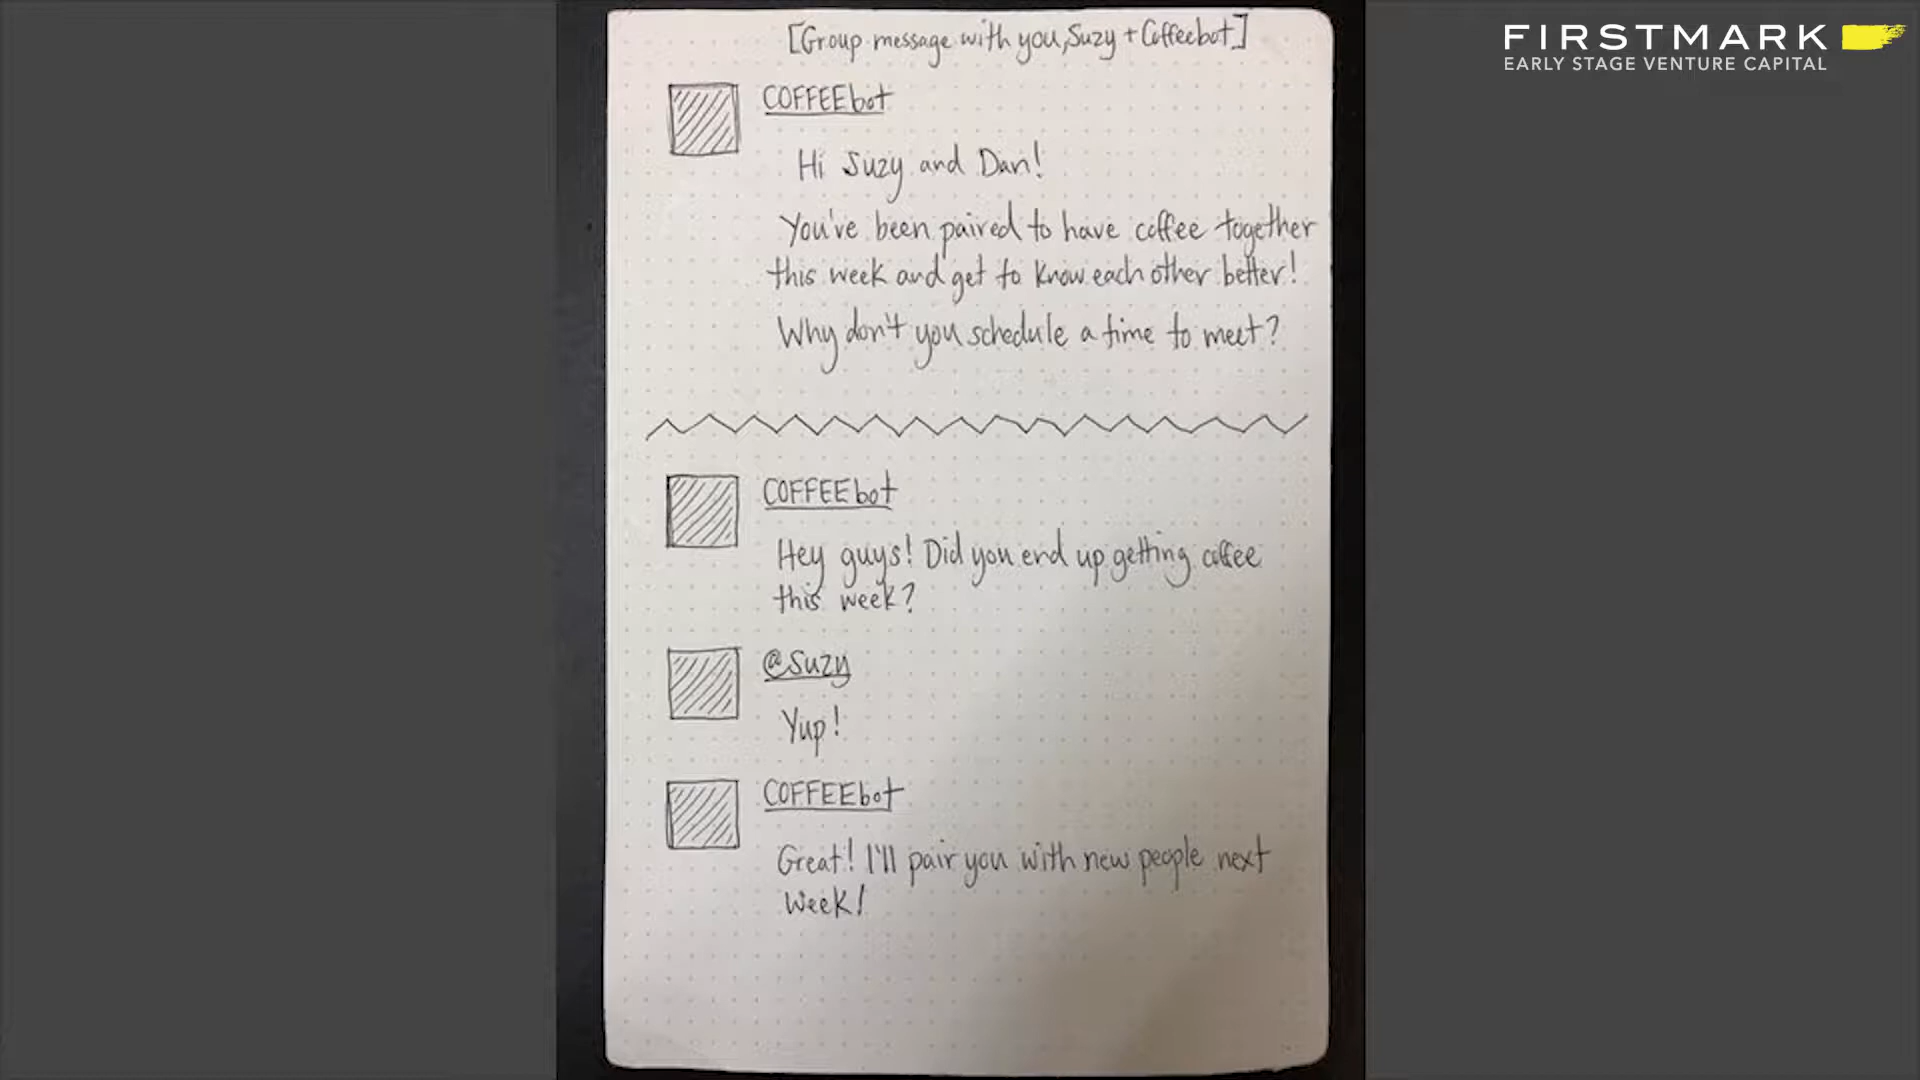 [Group message with you, Suzy + Coffeebot]
COFFEEbot
Hi Suzy and Dan!
You've been paired to have coffee together
this week and get to know each other better!
Why don't you schedule a time to meet?
COFFEEbot
Hey guys! Did you end up getting coffee
this week?
@Suzy
Yup!
COFFEEbot
Great! I'll pair you with new people next
week!
FIRSTMARK
EARLY STAGE VENTURE CAPITAL